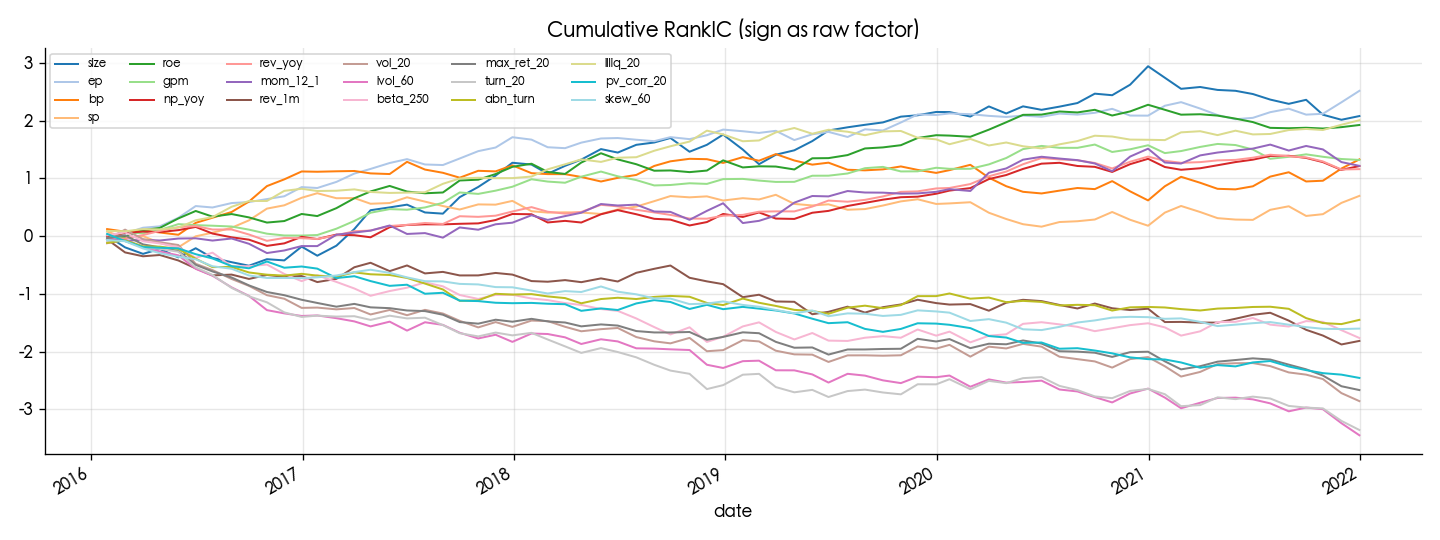 Cumulative RankIC (sign as raw factor)
size roe rev_yoy vol_20 max_ret_20 illiq_20
ep gpm mom_12_1 ivol_60 turn_20 pv_corr_20
bp np_yoy rev_1m beta_250 abn_turn skew_60
sp
3
2
1
0
-1
-2
-3
2016 2017 2018 2019 2020 2021 2022
date